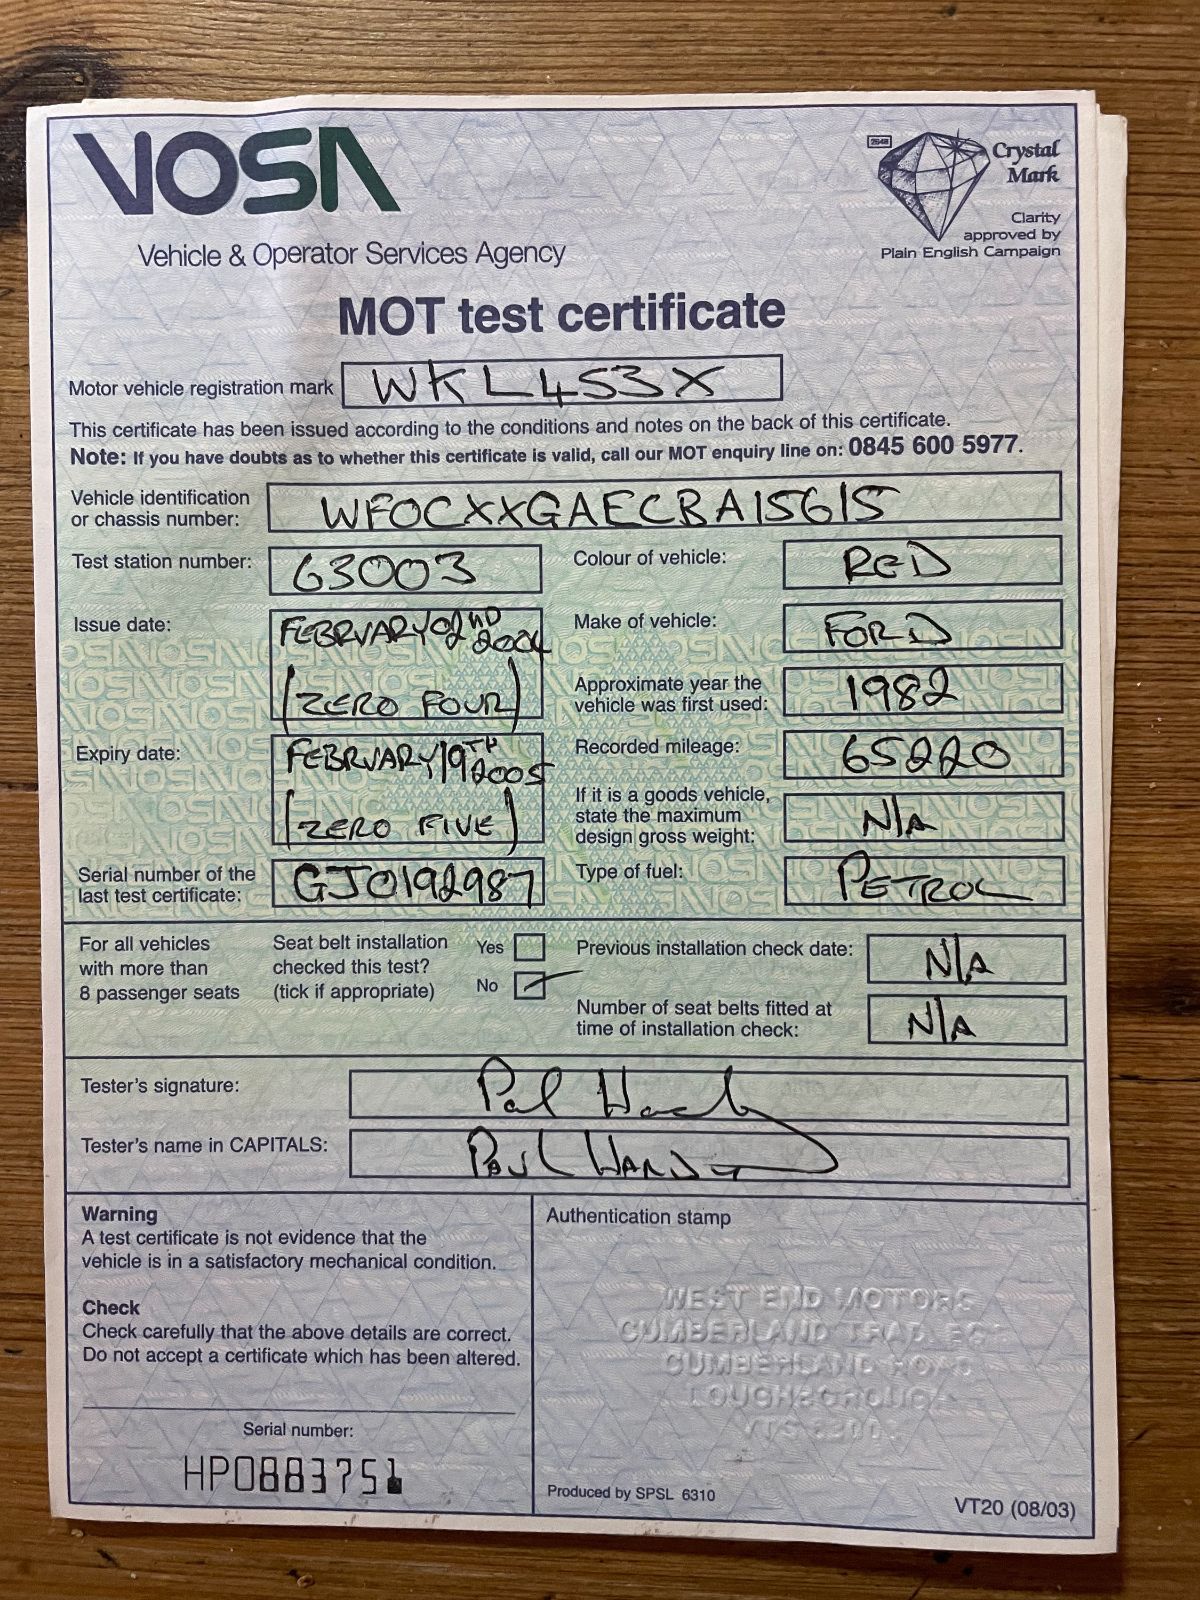 VOSA
Vehicle & Operator Services Agency
2648
Crystal
Mark
Clarity
approved by
Plain English Campaign
MOT test certificate
Motor vehicle registration mark WKL453X
This certificate has been issued according to the conditions and notes on the back of this certificate.
Note: If you have doubts as to whether this certificate is valid, call our MOT enquiry line on: 0845 600 5977.
Vehicle identification
or chassis number: WFOCXXGAECBA15615
Test station number: 63003
Colour of vehicle: RED
Issue date: FEBRUARY 02ND
2004
(ZERO FOUR)
Make of vehicle: FORD
Approximate year the
vehicle was first used: 1982
Expiry date: FEBRUARY 19TH
2005
(ZERO FIVE)
Recorded mileage: 65220
If it is a goods vehicle,
state the maximum
design gross weight: N/A
Serial number of the
last test certificate: GJ0192987
Type of fuel: PETROL
For all vehicles
with more than
8 passenger seats
Seat belt installation
checked this test?
(tick if appropriate)
Yes
No
Previous installation check date: N/A
Number of seat belts fitted at
time of installation check: N/A
Tester's signature:
Tester's name in CAPITALS: PAUL
Warning
A test certificate is not evidence that the
vehicle is in a satisfactory mechanical condition.
Check
Check carefully that the above details are correct.
Do not accept a certificate which has been altered.
Serial number:
HP0883751
Authentication stamp
WEST END MOTORS
CUMBERLAND TRAD EST
CUMBERLAND ROAD
LOUGHBOROUGH
VTS 63003
Produced by SPSL 6310
VT20 (08/03)